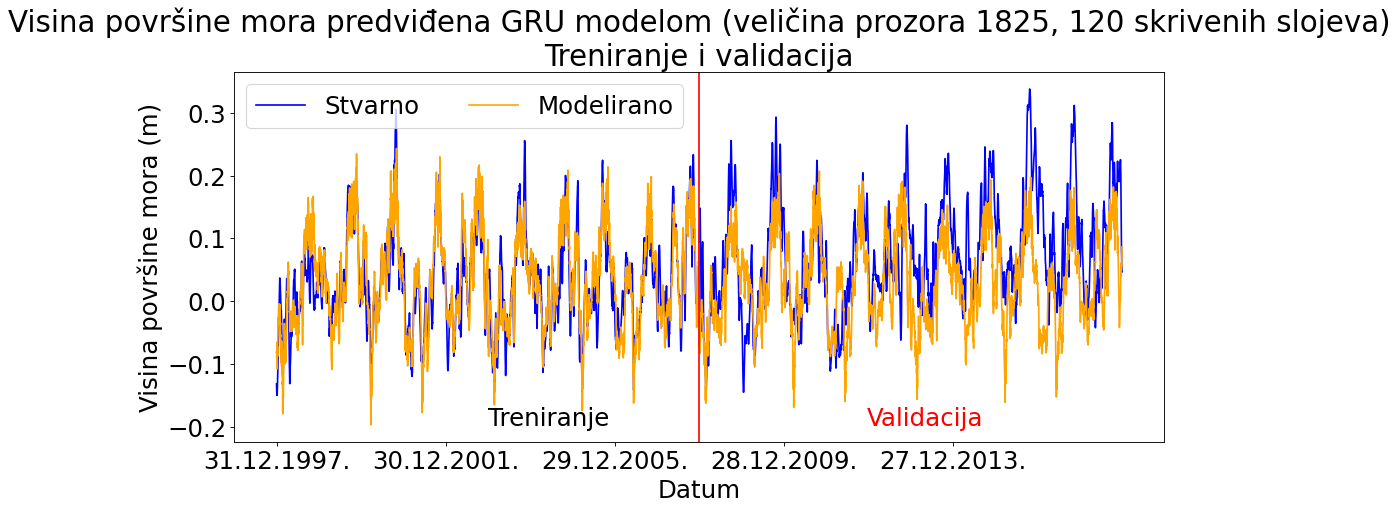 Visina površine mora predviđena GRU modelom (veličina prozora 1825, 120 skrivenih slojeva)
Treniranje i validacija
Stvarno Modelirano
Visina površine mora (m)
0.3
0.2
0.1
0.0
−0.1
−0.2
Treniranje Validacija
31.12.1997. 30.12.2001. 29.12.2005. 28.12.2009. 27.12.2013.
Datum